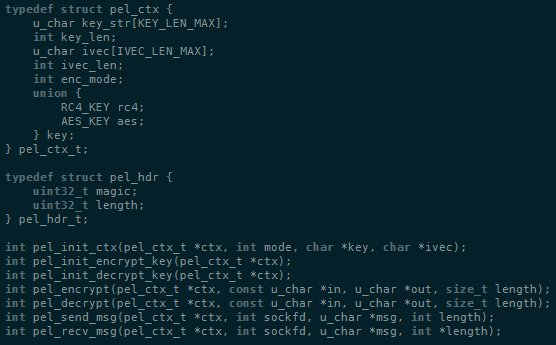 typedef struct pel_ctx {
    u_char key_str[KEY_LEN_MAX];
    int key_len;
    u_char ivec[IVEC_LEN_MAX];
    int ivec_len;
    int enc_mode;
    union {
        RC4_KEY rc4;
        AES_KEY aes;
    } key;
} pel_ctx_t;

typedef struct pel_hdr {
    uint32_t magic;
    uint32_t length;
} pel_hdr_t;

int pel_init_ctx(pel_ctx_t *ctx, int mode, char *key, char *ivec);
int pel_init_encrypt_key(pel_ctx_t *ctx);
int pel_init_decrypt_key(pel_ctx_t *ctx);
int pel_encrypt(pel_ctx_t *ctx, const u_char *in, u_char *out, size_t length);
int pel_decrypt(pel_ctx_t *ctx, const u_char *in, u_char *out, size_t length);
int pel_send_msg(pel_ctx_t *ctx, int sockfd, u_char *msg, int length);
int pel_recv_msg(pel_ctx_t *ctx, int sockfd, u_char *msg, int *length);